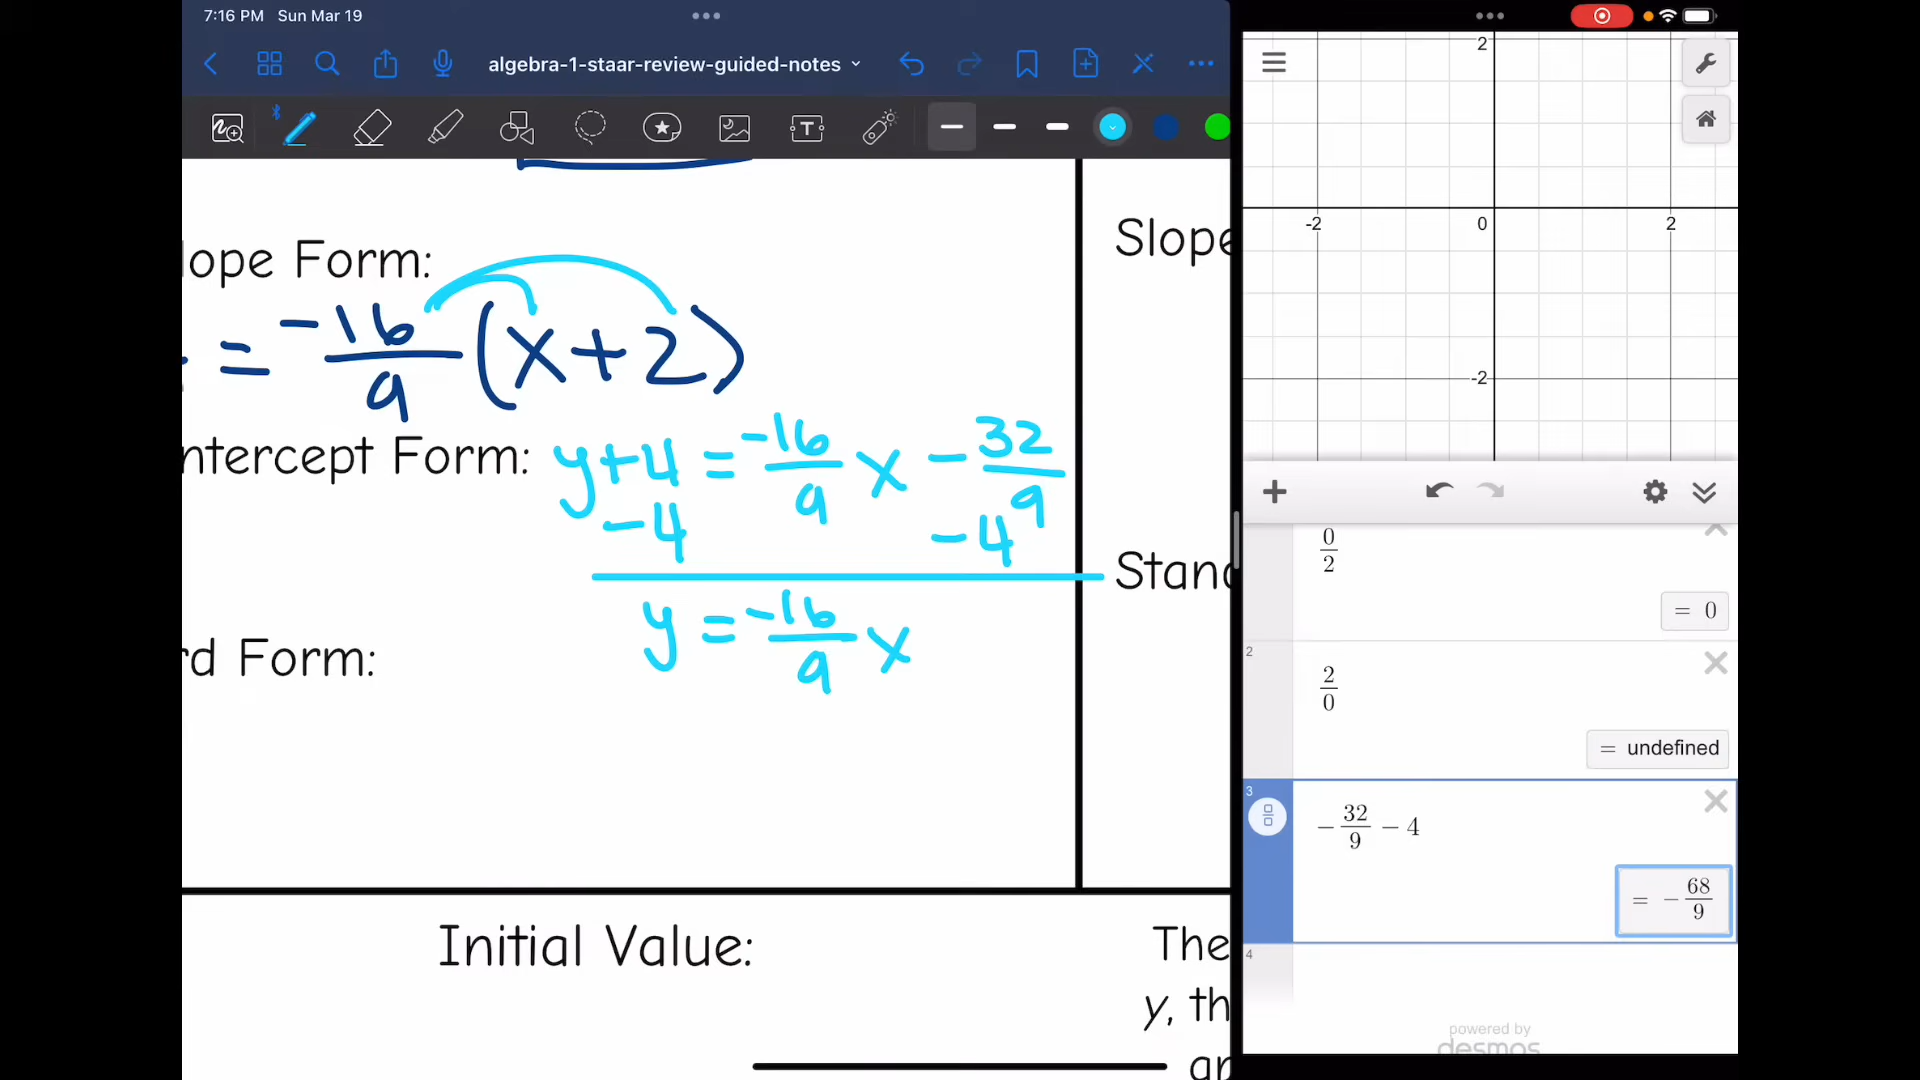 7:16 PM Sun Mar 19
algebra-1-staar-review-guided-notes
T
lope Form:
= -16/9 (x+2)
ntercept Form: y+4 = -16/9 x - 32/9
-4 -4
y = -16/9 x
rd Form:
Initial Value:
Slope
Stand
The
y, th
an
2
-2 0 2
-2
0/2
= 0
2
2/0
= undefined
3
-32/9 - 4
= -68/9
4
powered by
desmos